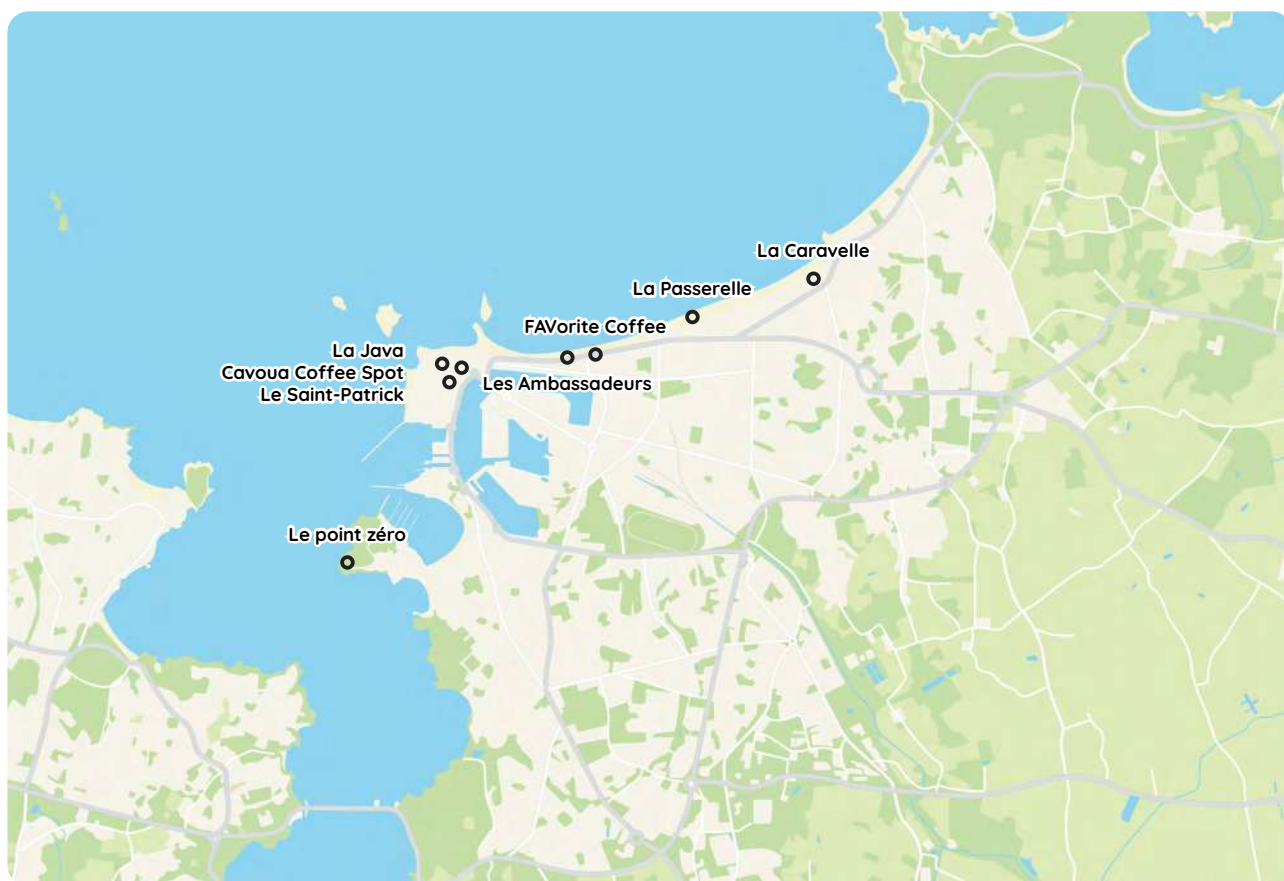 La Caravelle
La Passerelle
FAVorite Coffee
La Java
Cavoua Coffee Spot
Le Saint-Patrick
Les Ambassadeurs
Le point zéro